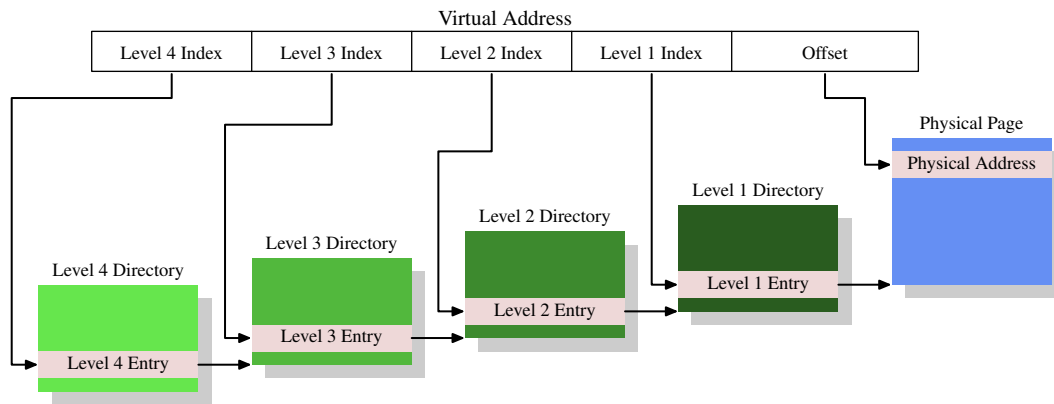 Virtual Address
Level 4 Index
Level 3 Index
Level 2 Index
Level 1 Index
Offset
Physical Page
Physical Address
Level 1 Directory
Level 1 Entry
Level 2 Directory
Level 2 Entry
Level 3 Directory
Level 3 Entry
Level 4 Directory
Level 4 Entry